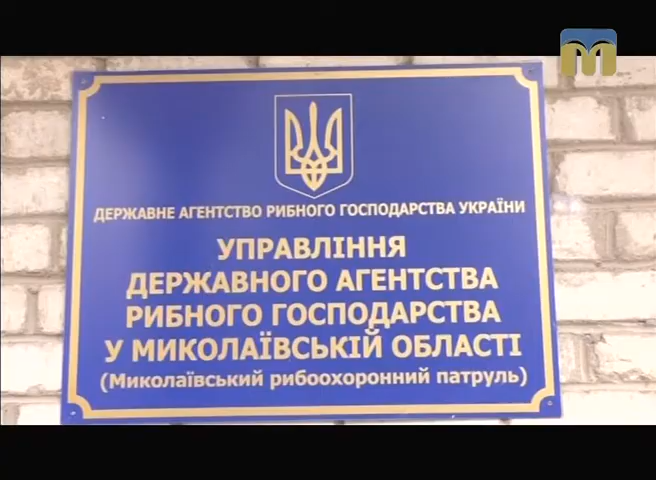 М
ДЕРЖАВНЕ АГЕНТСТВО РИБНОГО ГОСПОДАРСТВА УКРАЇНИ
УПРАВЛІННЯ
ДЕРЖАВНОГО АГЕНТСТВА
РИБНОГО ГОСПОДАРСТВА
У МИКОЛАЇВСЬКІЙ ОБЛАСТІ
(Миколаївський рибоохоронний патруль)